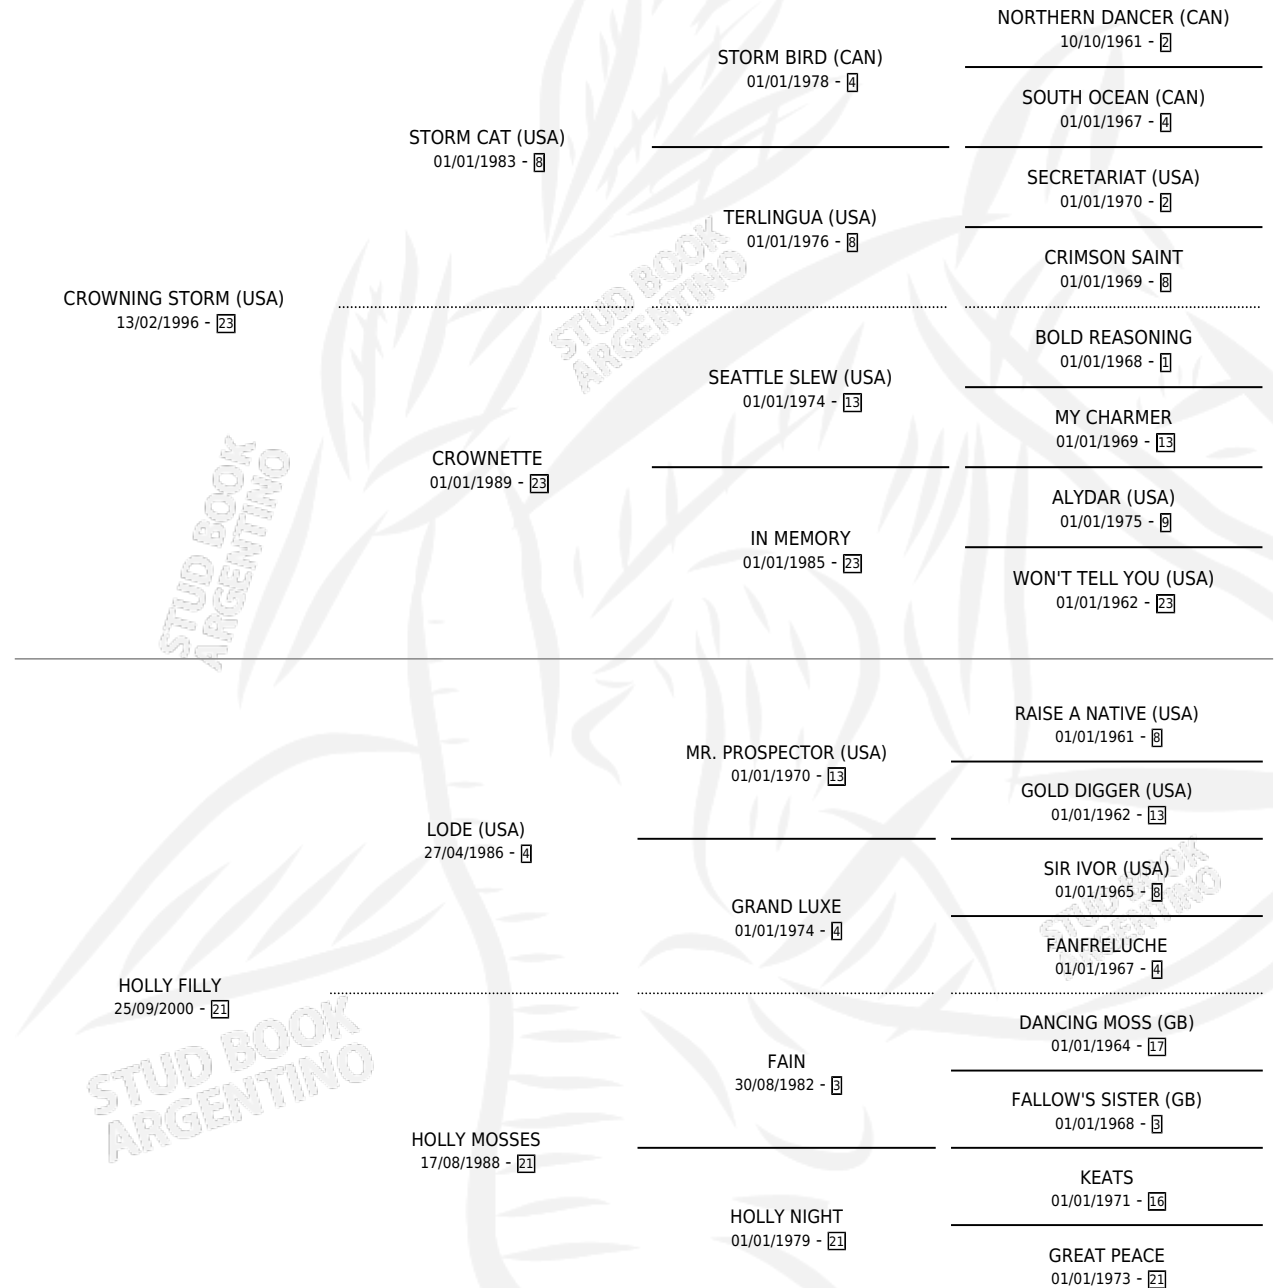 NORTHERN DANCER (CAN)
10/10/1961 - 2
STORM BIRD (CAN)
01/01/1978 - 4
SOUTH OCEAN (CAN)
01/01/1967 - 4
STORM CAT (USA)
01/01/1983 - 8
SECRETARIAT (USA)
01/01/1970 - 2
TERLINGUA (USA)
01/01/1976 - 8
CRIMSON SAINT
01/01/1969 - 8
CROWNING STORM (USA)
13/02/1996 - 23
BOLD REASONING
01/01/1968 - 1
SEATTLE SLEW (USA)
01/01/1974 - 13
MY CHARMER
01/01/1969 - 13
CROWNETTE
01/01/1989 - 23
ALYDAR (USA)
01/01/1975 - 9
IN MEMORY
01/01/1985 - 23
WON'T TELL YOU (USA)
01/01/1962 - 23
RAISE A NATIVE (USA)
01/01/1961 - 8
MR. PROSPECTOR (USA)
01/01/1970 - 13
GOLD DIGGER (USA)
01/01/1962 - 13
LODE (USA)
27/04/1986 - 4
SIR IVOR (USA)
01/01/1965 - 8
GRAND LUXE
01/01/1974 - 4
FANFRELUCHE
01/01/1967 - 4
HOLLY FILLY
25/09/2000 - 21
DANCING MOSS (GB)
01/01/1964 - 17
FAIN
30/08/1982 - 3
FALLOW'S SISTER (GB)
01/01/1968 - 3
HOLLY MOSSES
17/08/1988 - 21
KEATS
01/01/1971 - 16
HOLLY NIGHT
01/01/1979 - 21
GREAT PEACE
01/01/1973 - 21
STUD BOOK
ARGENTINO
STUD BOOK
ARGENTINO
STUD BOOK
ARGENTINO
STUD BOOK
ARGENTINO